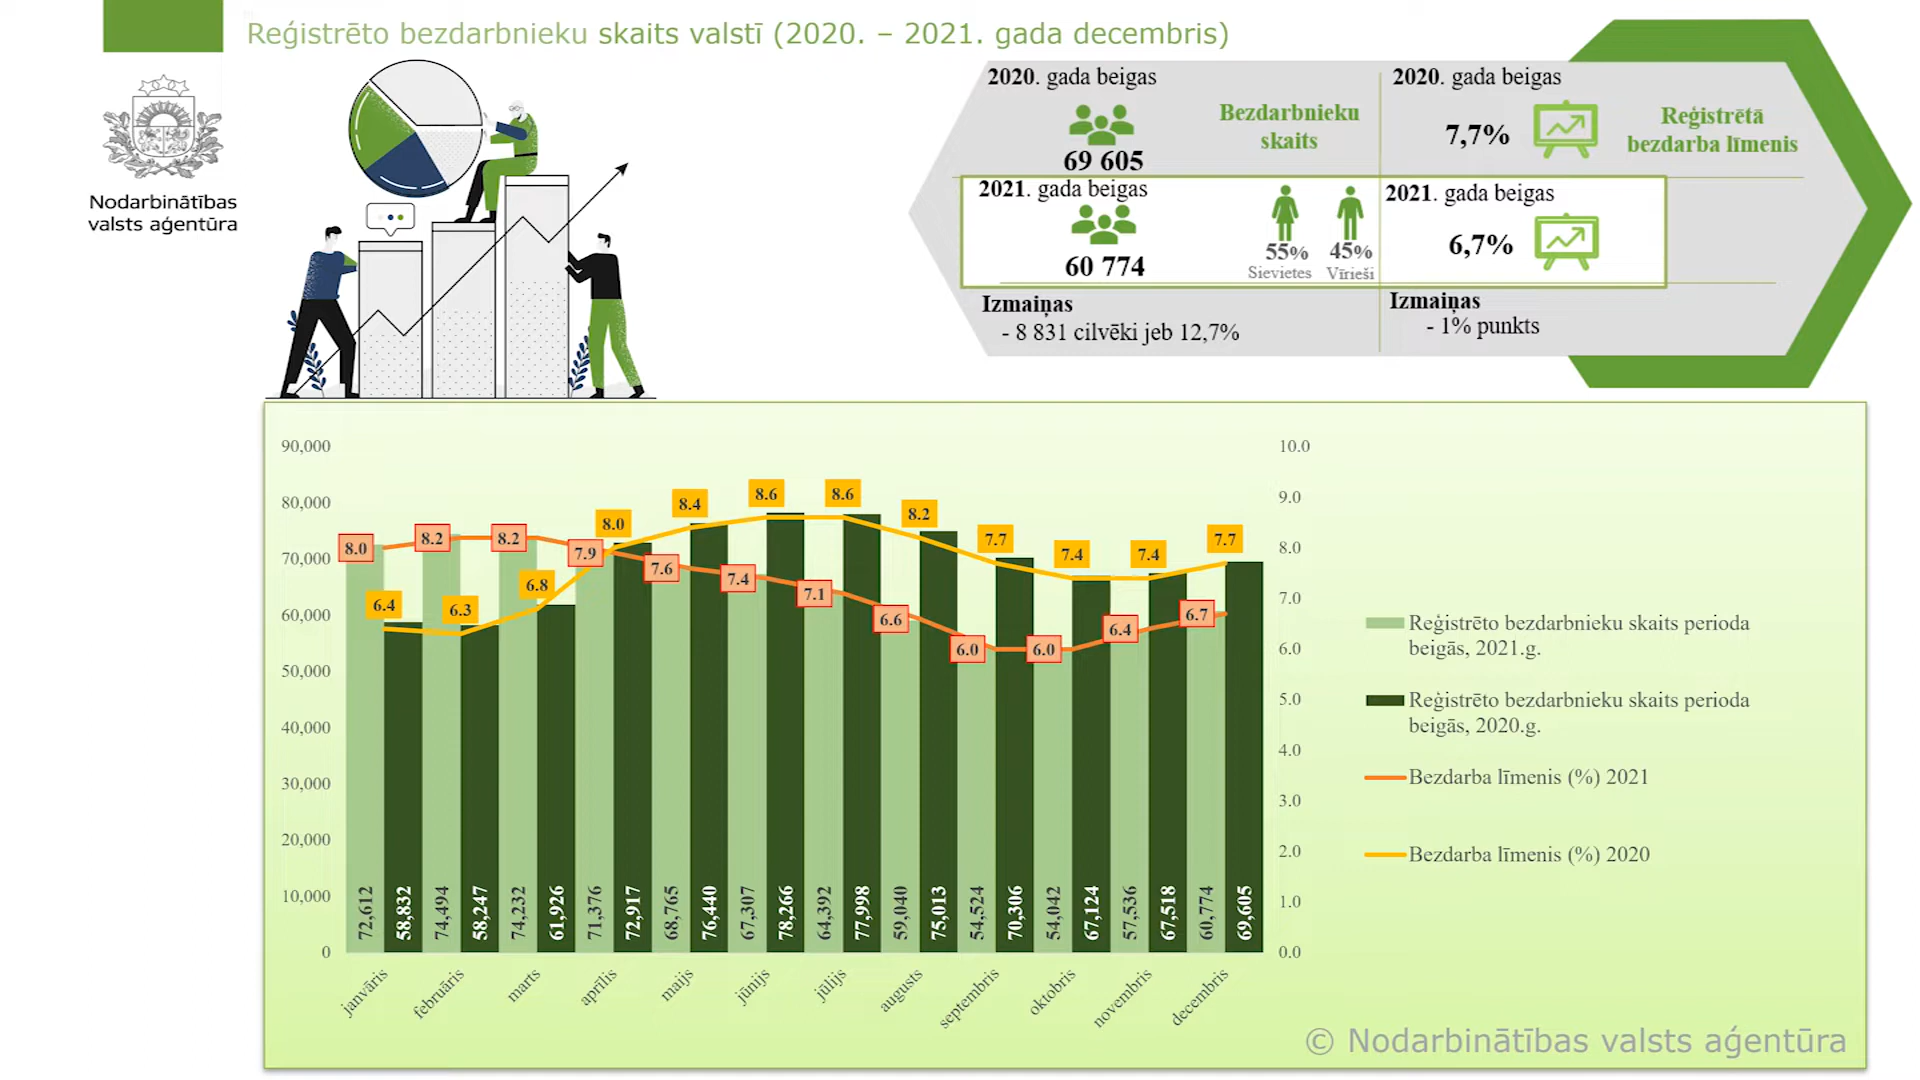 Reģistrēto bezdarbnieku skaits valstī (2020. – 2021. gada decembris)
Nodarbinātības
valsts aģentūra
2020. gada beigas
Bezdarbnieku
skaits
69 605
2020. gada beigas
7,7%
Reģistrētā
bezdarba līmenis
2021. gada beigas
60 774
55%
Sievietes
45%
Vīrieši
2021. gada beigas
6,7%
Izmaiņas
- 8 831 cilvēki jeb 12,7%
Izmaiņas
- 1% punkts
90,000
80,000
70,000
60,000
50,000
40,000
30,000
20,000
10,000
0
10.0
9.0
8.0
7.0
6.0
5.0
4.0
3.0
2.0
1.0
0.0
8.0
8.2
8.2
7.9
7.6
7.4
7.1
6.6
6.0
6.0
6.4
6.7
6.4
6.3
6.8
8.0
8.4
8.6
8.6
8.2
7.7
7.4
7.4
7.7
72,612
58,832
74,494
58,247
74,232
61,926
71,376
72,917
68,765
76,440
67,307
78,266
64,392
77,998
59,040
75,013
54,524
70,306
54,042
67,124
57,536
67,518
60,774
69,605
janvāris
februāris
marts
aprīlis
maijs
jūnijs
jūlijs
augusts
septembris
oktobris
novembris
decembris
Reģistrēto bezdarbnieku skaits perioda
beigās, 2021.g.
Reģistrēto bezdarbnieku skaits perioda
beigās, 2020.g.
Bezdarba līmenis (%) 2021
Bezdarba līmenis (%) 2020
© Nodarbinātības valsts aģentūra